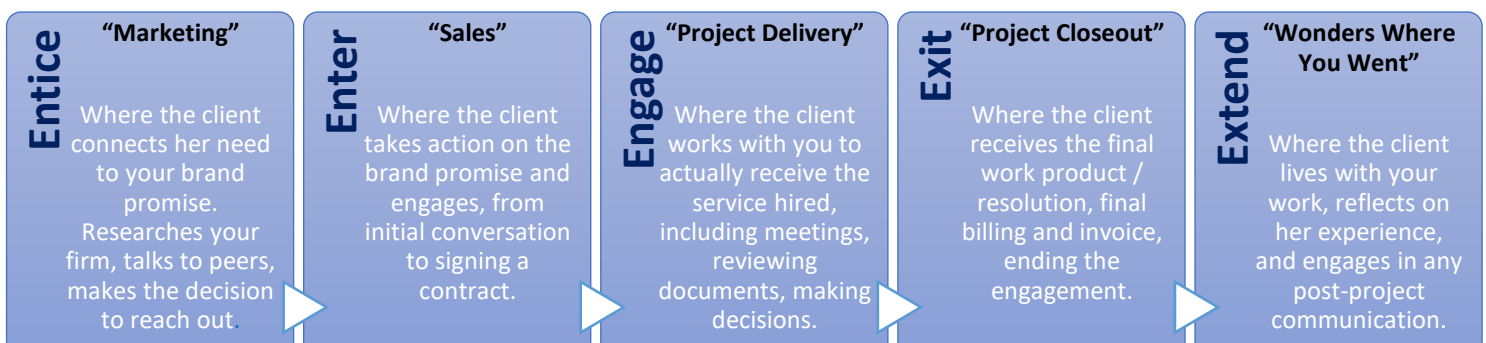 Entice
“Marketing”
Where the client
connects her need
to your brand
promise.
Researches your
firm, talks to peers,
makes the decision
to reach out.
Enter
“Sales”
Where the client
takes action on the
brand promise and
engages, from
initial conversation
to signing a
contract.
Engage
“Project Delivery”
Where the client
works with you to
actually receive the
service hired,
including meetings,
reviewing
documents, making
decisions.
Exit
“Project Closeout”
Where the client
receives the final
work product /
resolution, final
billing and invoice,
ending the
engagement.
Extend
“Wonders Where
You Went”
Where the client
lives with your
work, reflects on
her experience,
and engages in any
post-project
communication.